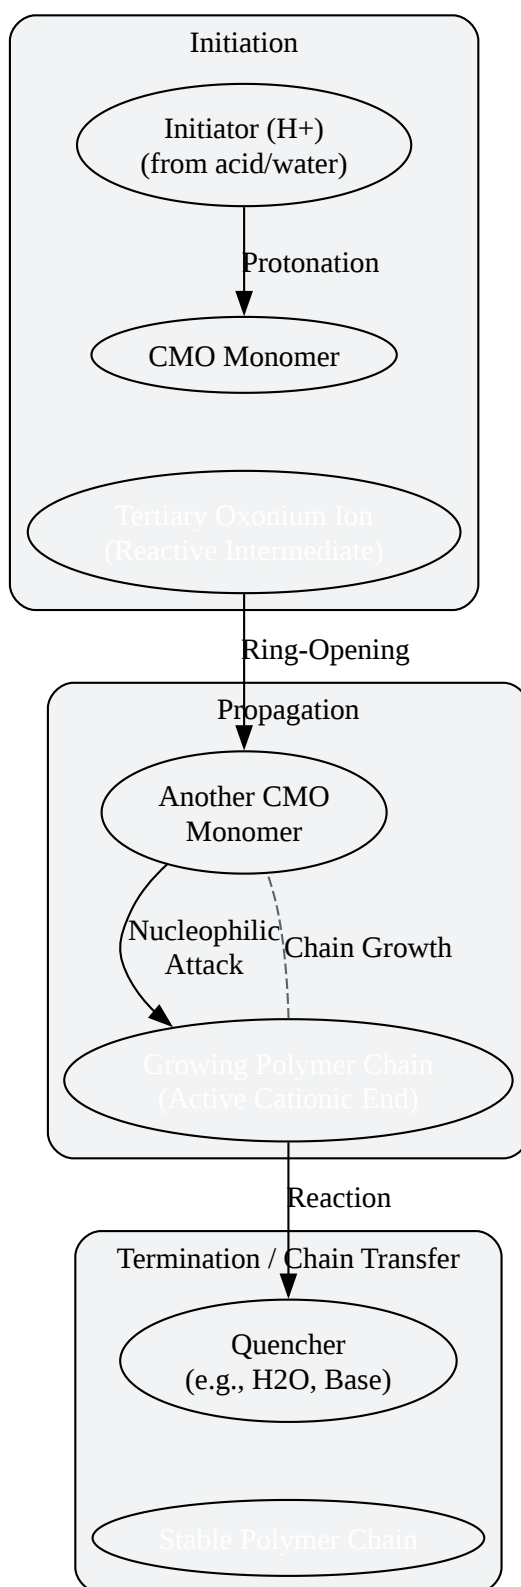 Initiation
Initiator (H+)
(from acid/water)
Protonation
CMO Monomer
Tertiary Oxonium Ion
(Reactive Intermediate)
Ring-Opening
Propagation
Another CMO
Monomer
Nucleophilic
Attack
Chain Growth
Growing Polymer Chain
(Active Cationic End)
Reaction
Termination / Chain Transfer
Quencher
(e.g., H2O, Base)
Stable Polymer Chain